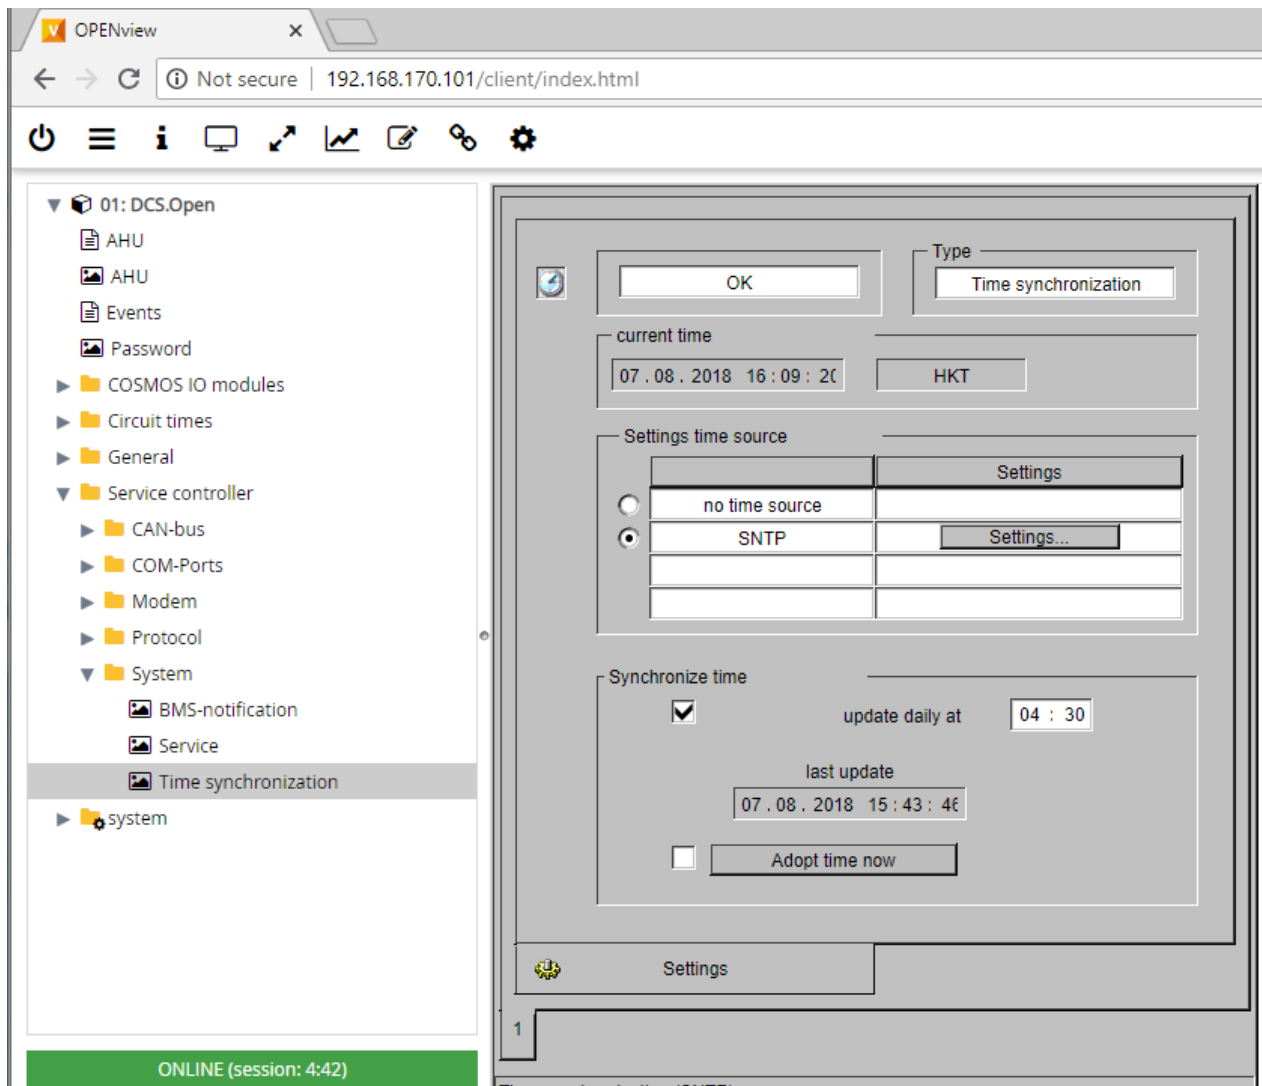 OPENview
Not secure | 192.168.170.101/client/index.html
01: DCS.Open
AHU
AHU
Events
Password
COSMOS IO modules
Circuit times
General
Service controller
CAN-bus
COM-Ports
Modem
Protocol
System
BMS-notification
Service
Time synchronization
system
ONLINE (session: 4:42)
OK
Type
Time synchronization
current time
07 . 08 . 2018 16 : 09 : 20
HKT
Settings time source
Settings
no time source
SNTP
Settings...
Synchronize time
update daily at
04 : 30
last update
07 . 08 . 2018 15 : 43 : 46
Adopt time now
Settings
1